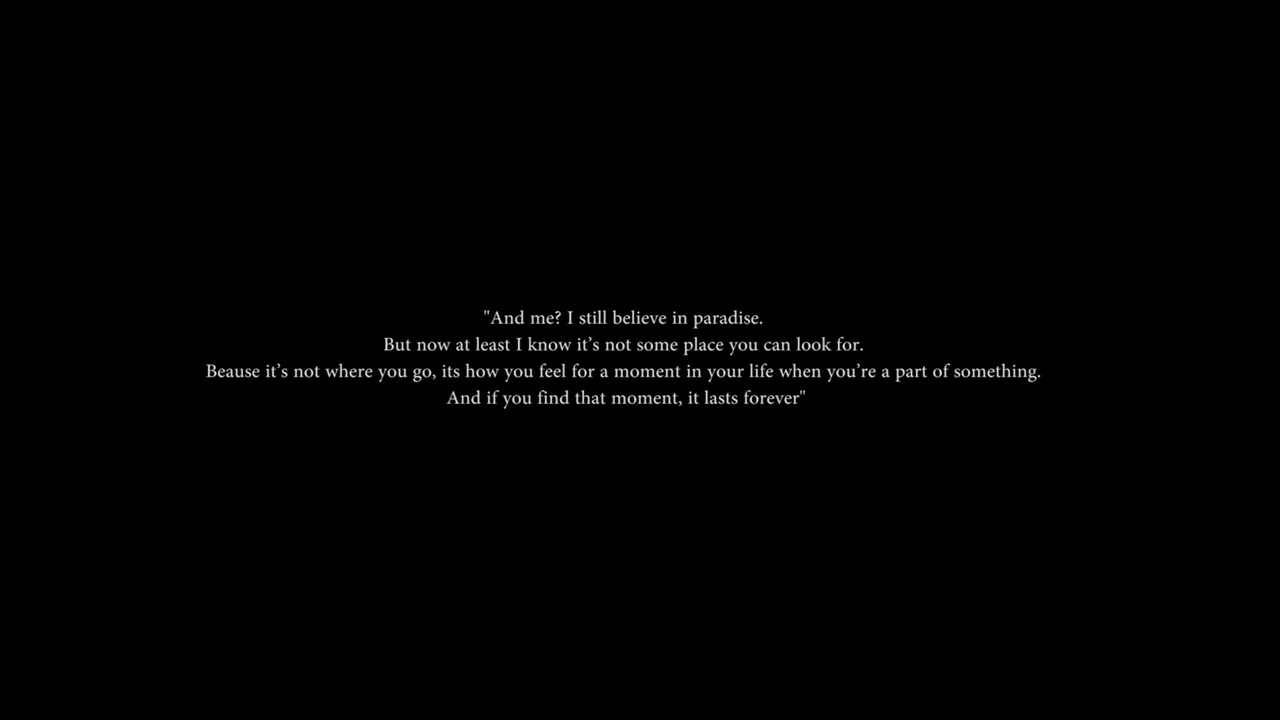 "And me? I still believe in paradise.
But now at least I know it's not some place you can look for.
Beause it's not where you go, its how you feel for a moment in your life when you're a part of something.
And if you find that moment, it lasts forever"